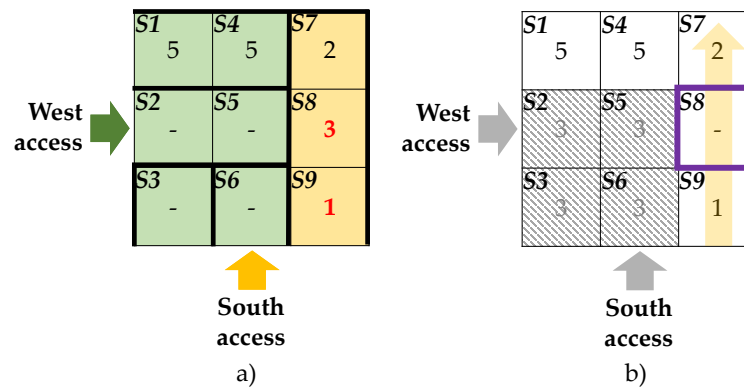 S1 S4 S7
5 5 2
S2 S5 S8
- - 3
S3 S6 S9
- - 1
West
access
South
access
a)
S1 S4 S7
5 5 2
S2 S5 S8
3 3 -
S3 S6 S9
3 3 1
West
access
South
access
b)